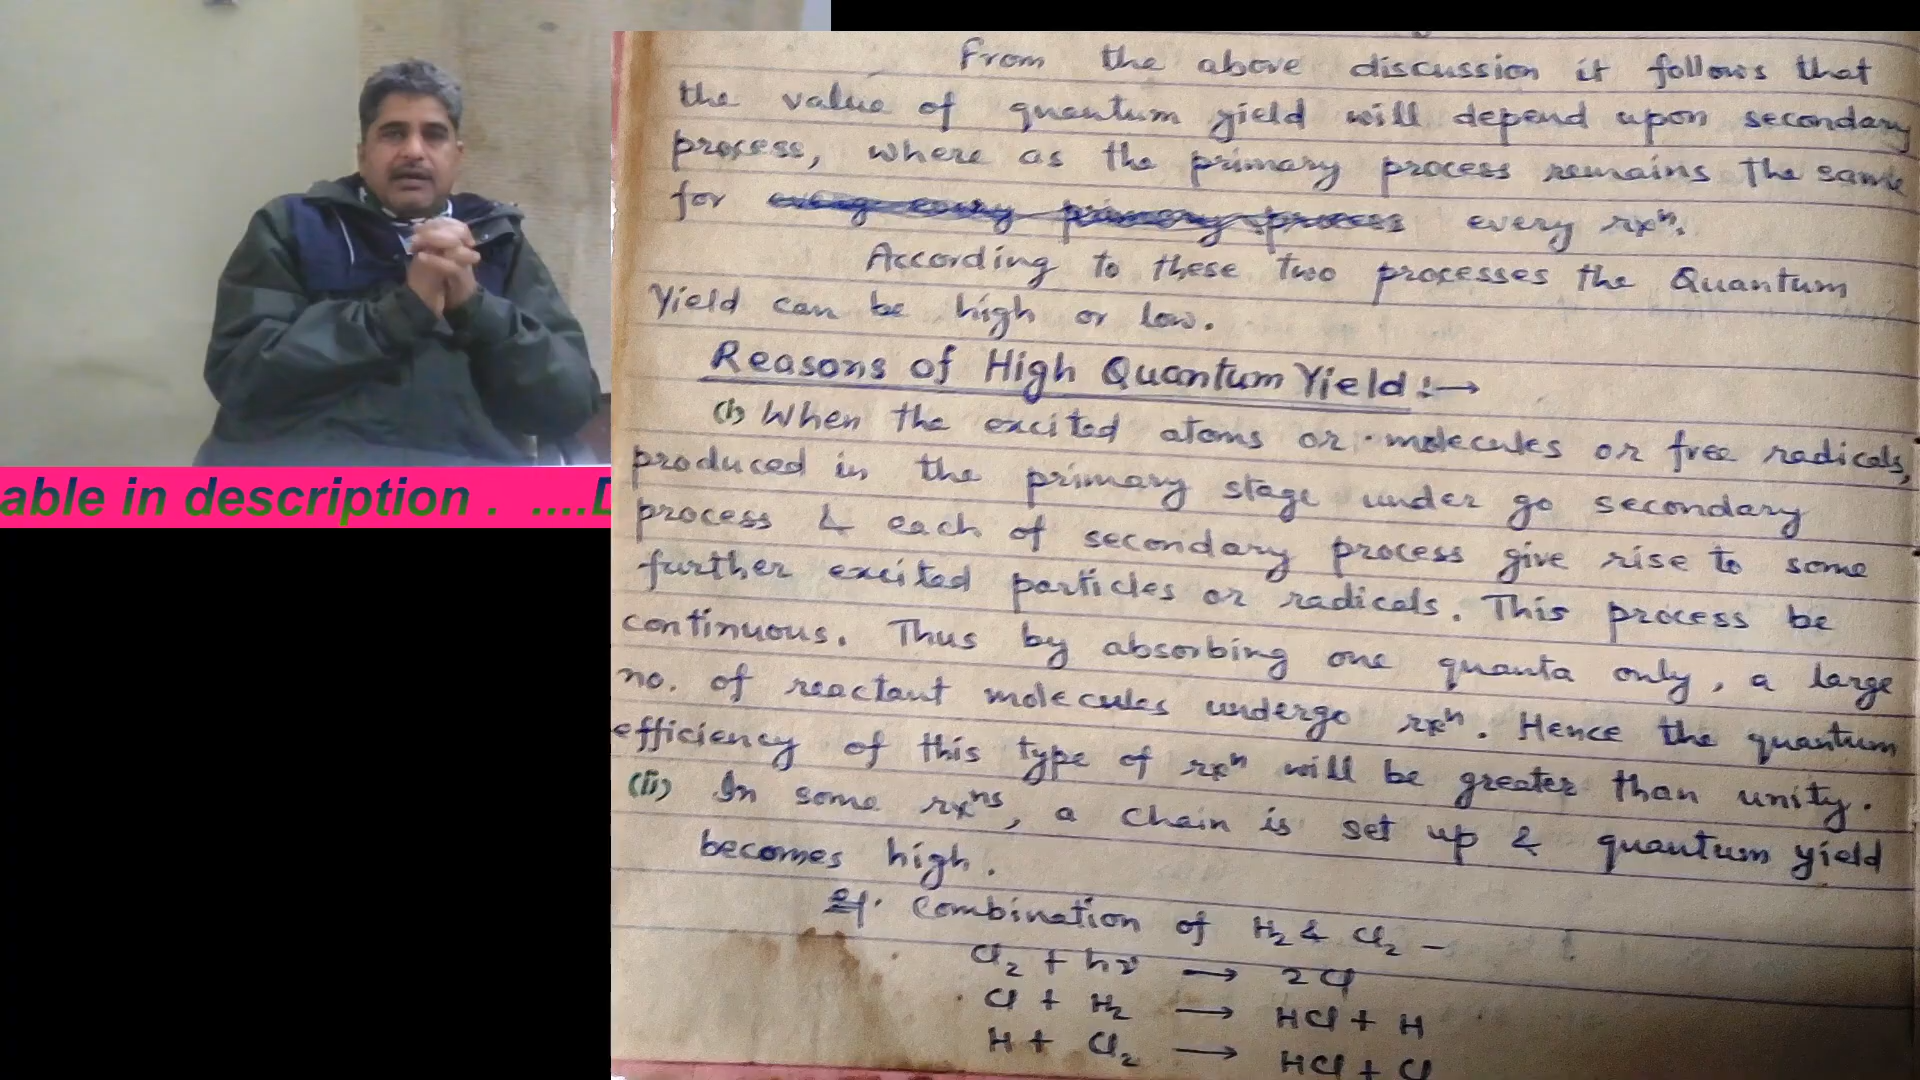 From the above discussion it follows that
the value of quantum yield will depend upon secondary
process, where as the primary process remains the same
for every rxⁿ.
According to these two processes the Quantum
Yield can be high or low.
Reasons of High Quantum Yield :→
(i) When the excited atoms or molecules or free radicals,
produced in the primary stage under go secondary
process & each of secondary process give rise to some
further excited particles or radicals. This process be
continuous. Thus by absorbing one quanta only, a large
no. of reactant molecules undergo rxⁿ. Hence the quantum
efficiency of this type of rxⁿ will be greater than unity.
(ii) In some rxⁿˢ, a chain is set up & quantum yield
becomes high.
Combination of H₂ & Cl₂ –
Cl₂ + hν → 2Cl
Cl + H₂ → HCl + H
H + Cl₂ → HCl + Cl
able in description . ....D